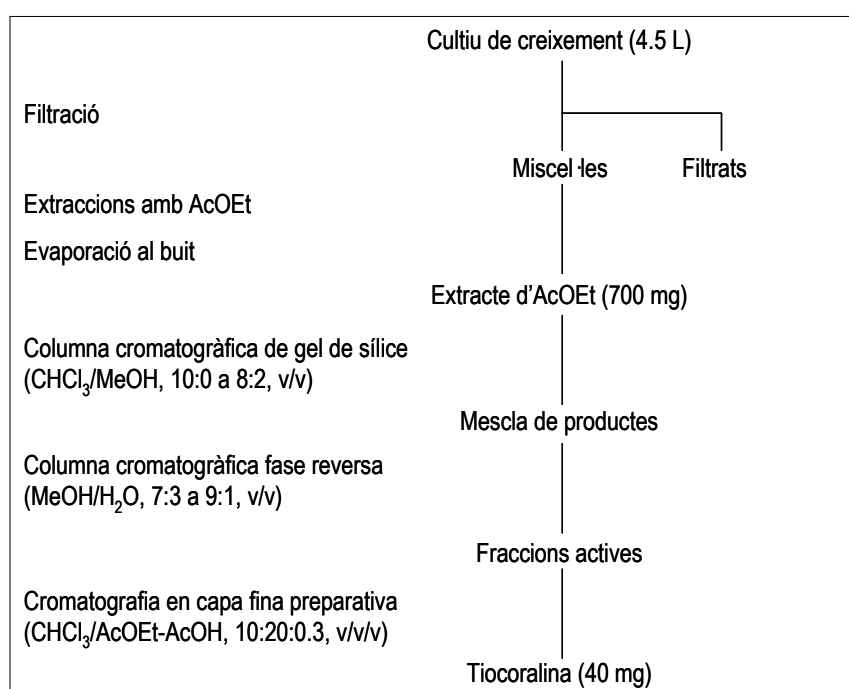 Cultiu de creixement (4.5 L)
Filtració
Miscel·les Filtrats
Extraccions amb AcOEt
Evaporació al buit
Extracte d'AcOEt (700 mg)
Columna cromatogràfica de gel de sílice
(CHCl₃/MeOH, 10:0 a 8:2, v/v)
Mescla de productes
Columna cromatogràfica fase reversa
(MeOH/H₂O, 7:3 a 9:1, v/v)
Fraccions actives
Cromatografia en capa fina preparativa
(CHCl₃/AcOEt-AcOH, 10:20:0.3, v/v/v)
Tiocoralina (40 mg)